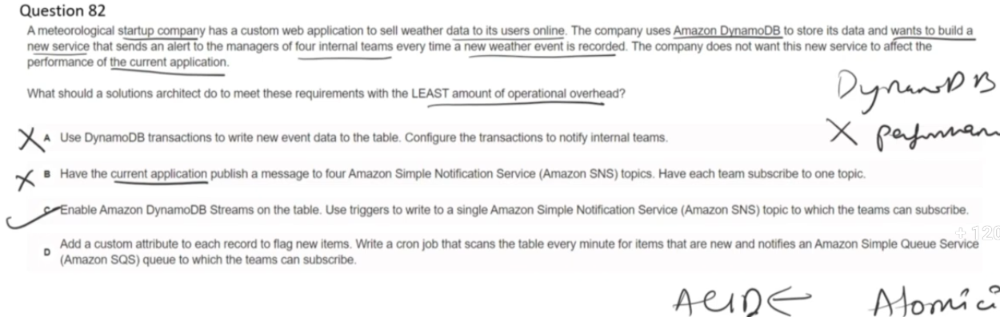 Question 82
A meteorological startup company has a custom web application to sell weather data to its users online. The company uses Amazon DynamoDB to store its data and wants to build a
new service that sends an alert to the managers of four internal teams every time a new weather event is recorded. The company does not want this new service to affect the
performance of the current application.
What should a solutions architect do to meet these requirements with the LEAST amount of operational overhead?
DynamoDB
X performan
X A Use DynamoDB transactions to write new event data to the table. Configure the transactions to notify internal teams.
X B Have the current application publish a message to four Amazon Simple Notification Service (Amazon SNS) topics. Have each team subscribe to one topic.
C Enable Amazon DynamoDB Streams on the table. Use triggers to write to a single Amazon Simple Notification Service (Amazon SNS) topic to which the teams can subscribe.
+120
D Add a custom attribute to each record to flag new items. Write a cron job that scans the table every minute for items that are new and notifies an Amazon Simple Queue Service
(Amazon SQS) queue to which the teams can subscribe.
ACID ← Atomici